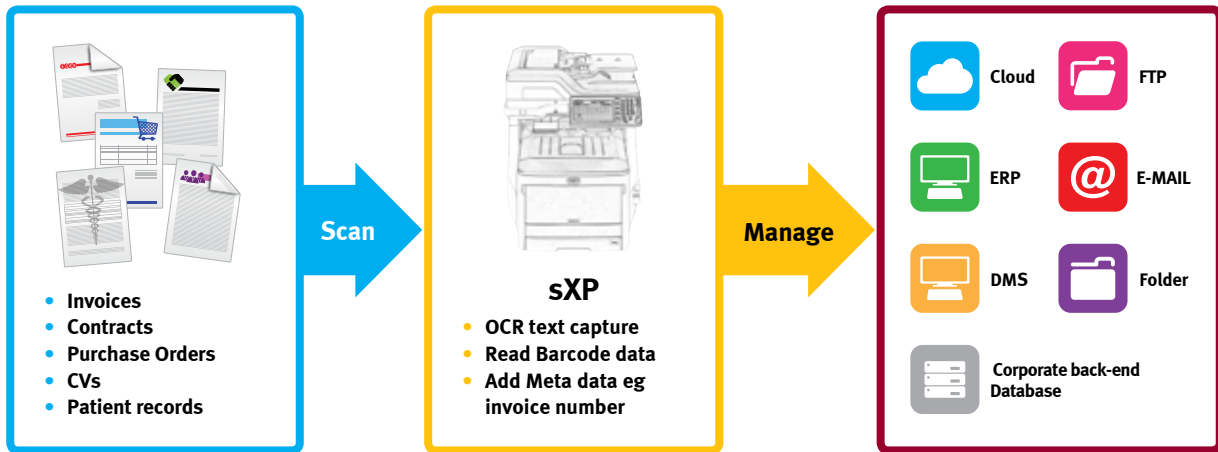 Invoices
Contracts
Purchase Orders
CVs
Patient records
Scan
sXP
OCR text capture
Read Barcode data
Add Meta data eg
invoice number
Manage
Cloud
FTP
ERP
@
E-MAIL
DMS
Folder
Corporate back-end
Database